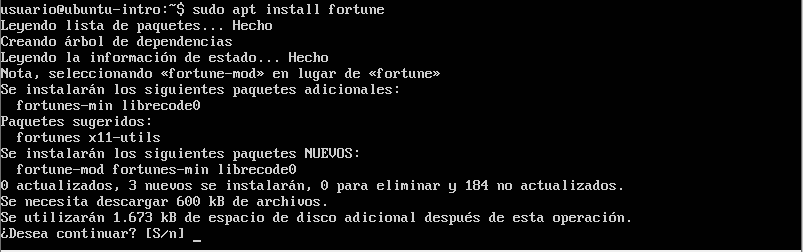 usuario@ubuntu-intro:~$ sudo apt install fortune
Leyendo lista de paquetes... Hecho
Creando árbol de dependencias
Leyendo la información de estado... Hecho
Nota, seleccionando «fortune-mod» en lugar de «fortune»
Se instalarán los siguientes paquetes adicionales:
  fortunes-min librecode0
Paquetes sugeridos:
  fortunes x11-utils
Se instalarán los siguientes paquetes NUEVOS:
  fortune-mod fortunes-min librecode0
0 actualizados, 3 nuevos se instalarán, 0 para eliminar y 184 no actualizados.
Se necesita descargar 600 kB de archivos.
Se utilizarán 1.673 kB de espacio de disco adicional después de esta operación.
¿Desea continuar? [S/n] _